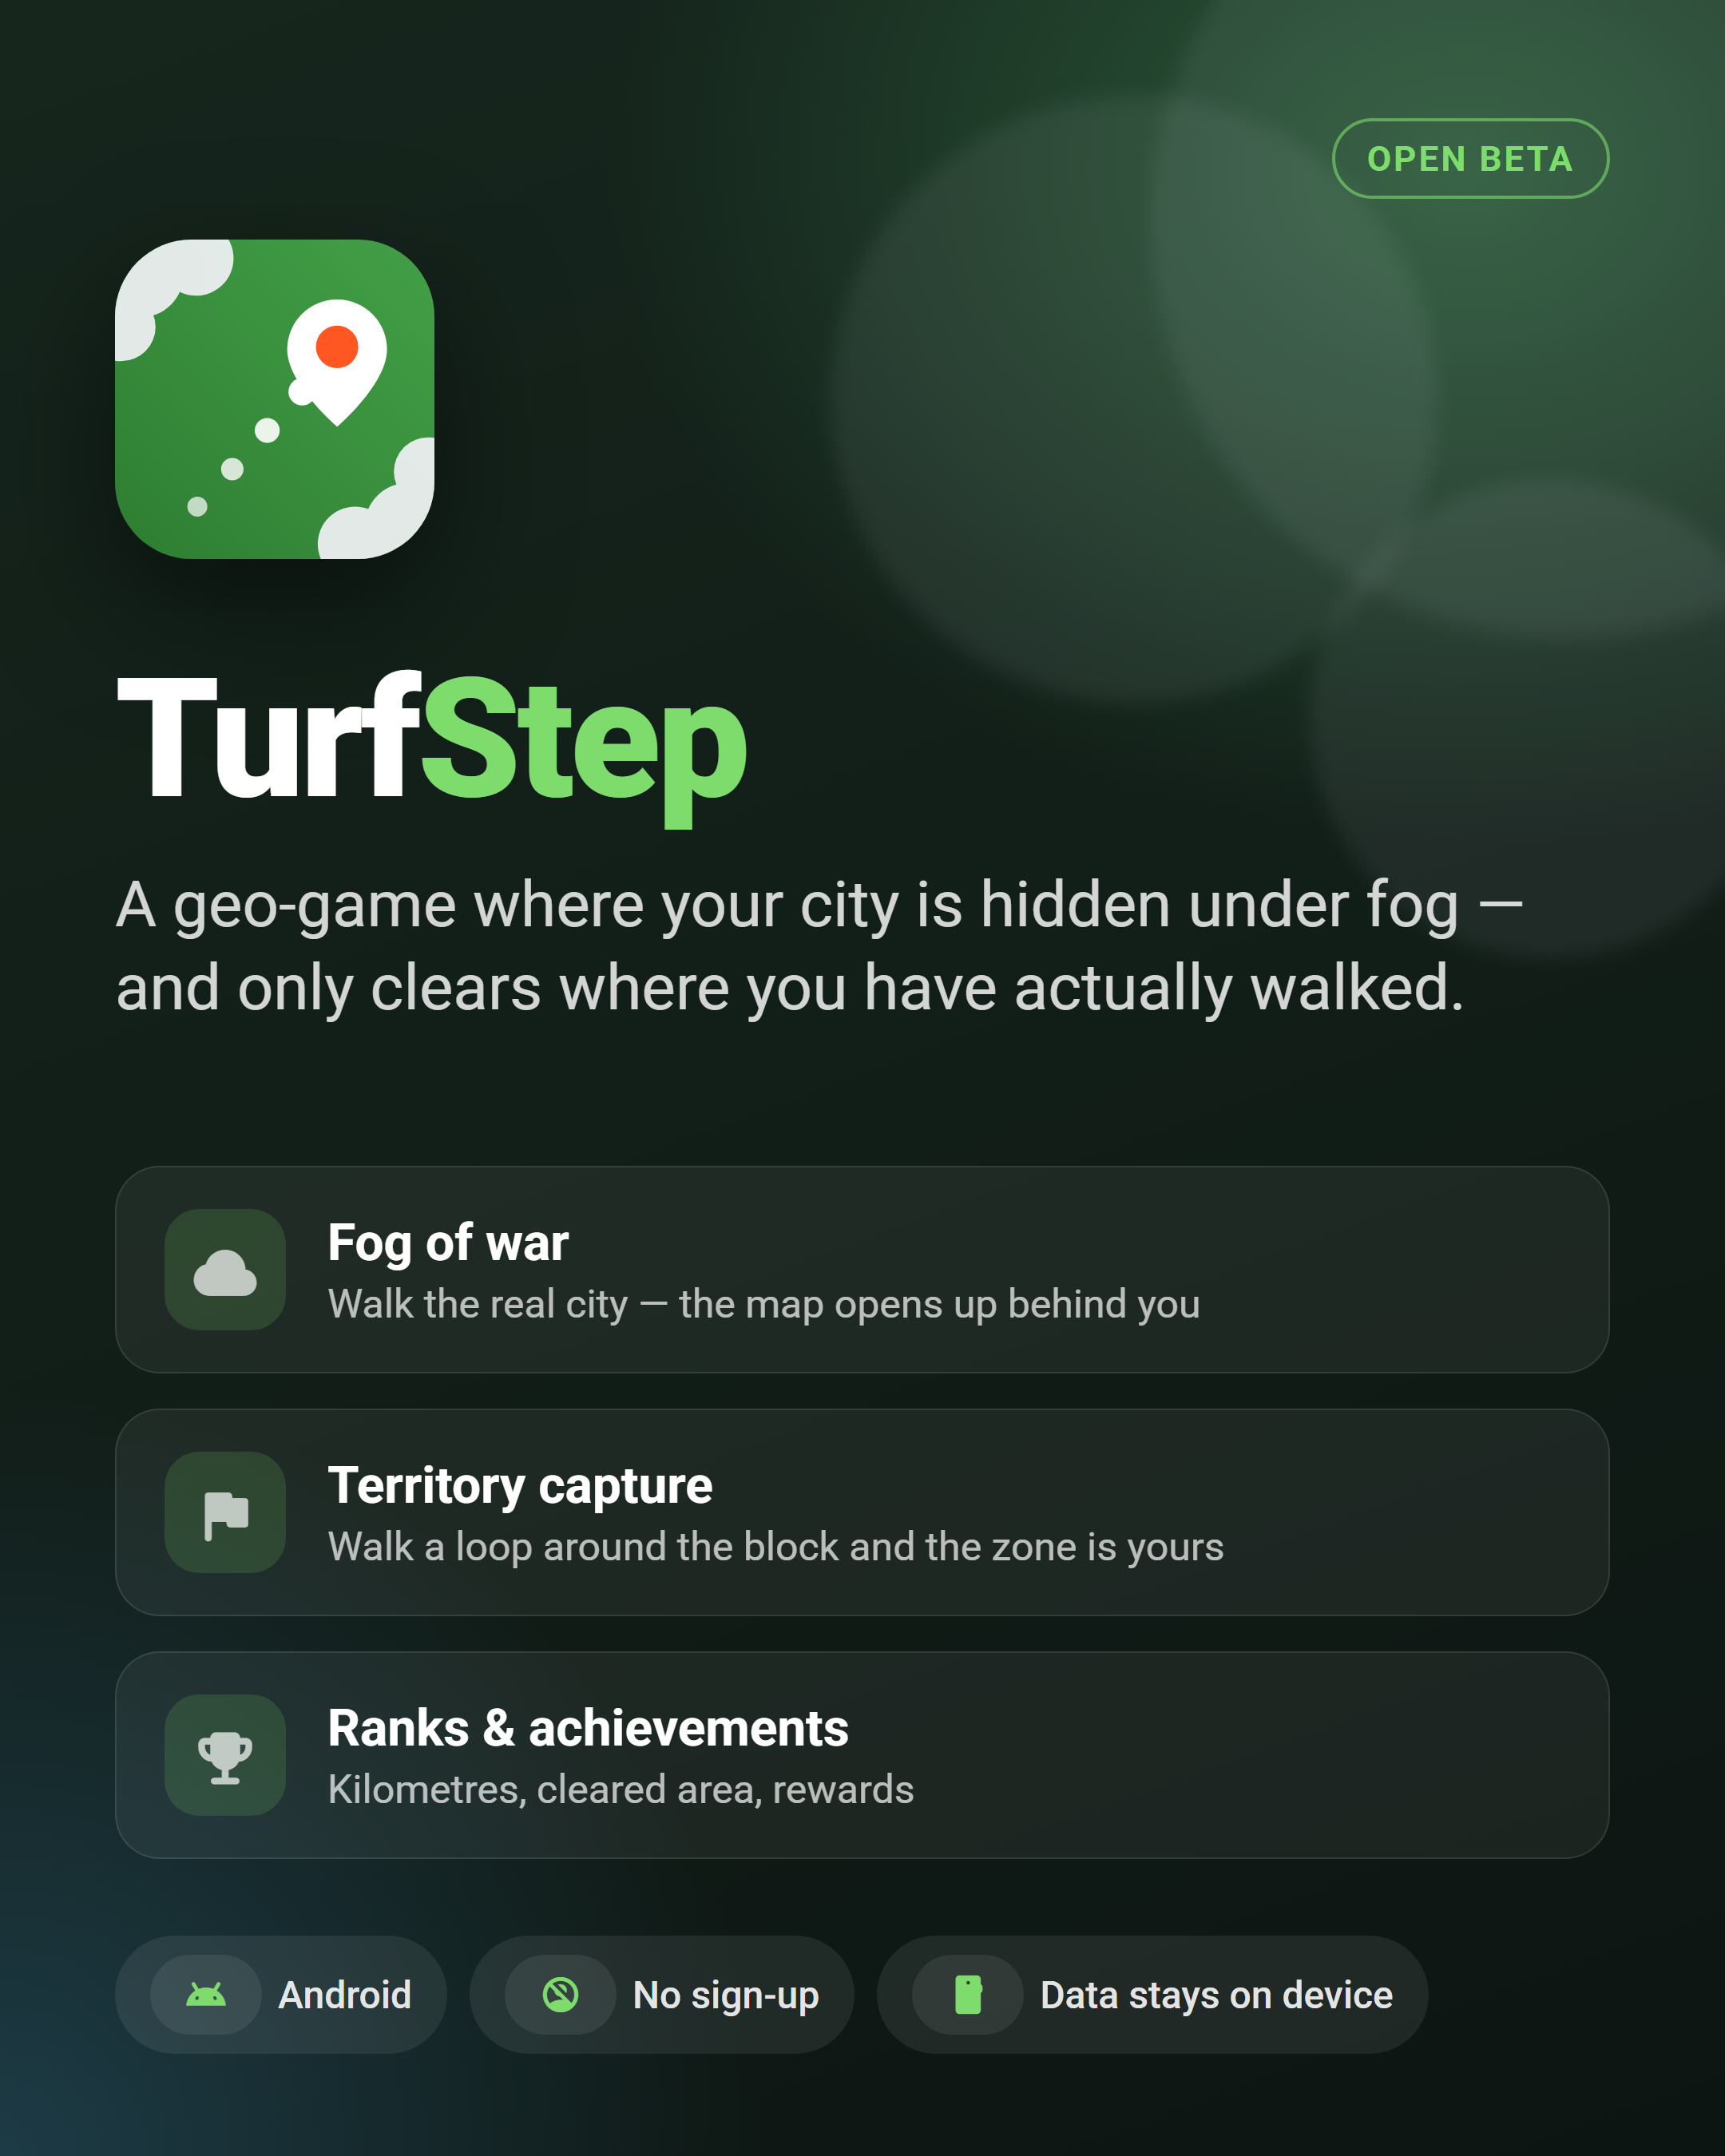 OPEN BETA
TurfStep
A geo-game where your city is hidden under fog —
and only clears where you have actually walked.
Fog of war
Walk the real city — the map opens up behind you
Territory capture
Walk a loop around the block and the zone is yours
Ranks & achievements
Kilometres, cleared area, rewards
Android
No sign-up
Data stays on device